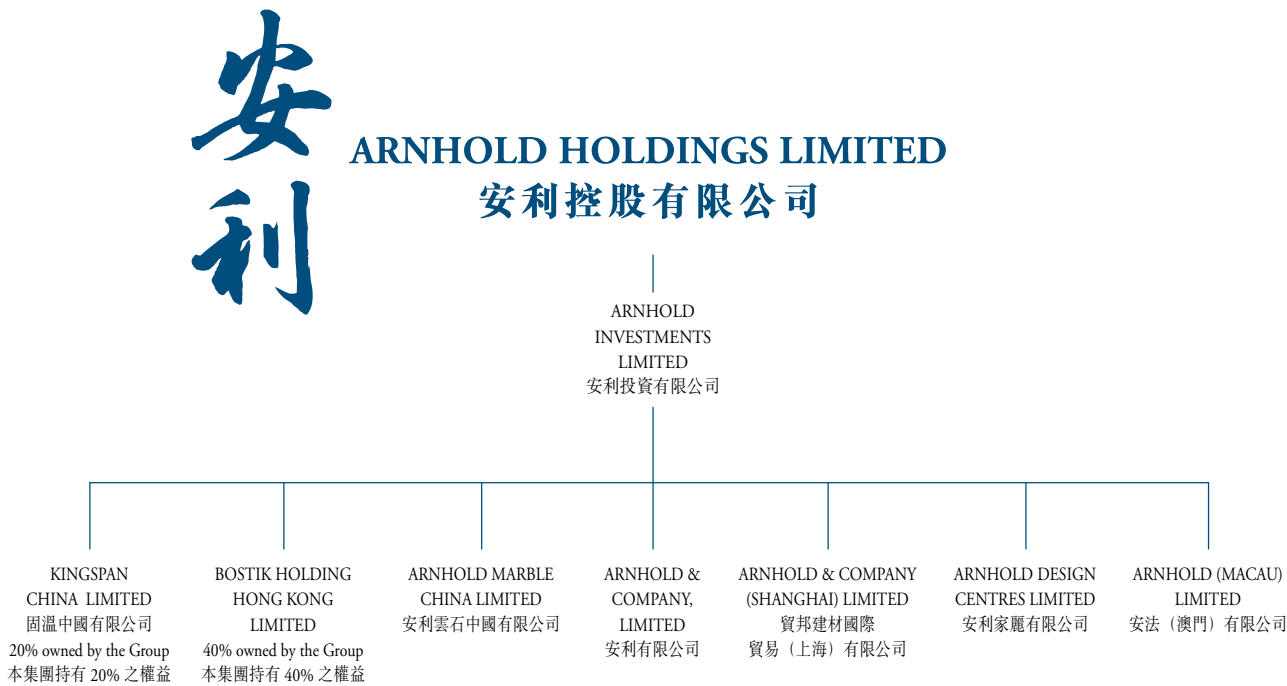 安
利
ARNHOLD HOLDINGS LIMITED
安利控股有限公司
ARNHOLD
INVESTMENTS
LIMITED
安利投資有限公司
KINGSPAN
CHINA LIMITED
固溫中國有限公司
20% owned by the Group
本集團持有 20% 之權益
BOSTIK HOLDING
HONG KONG
LIMITED
40% owned by the Group
本集團持有 40% 之權益
ARNHOLD MARBLE
CHINA LIMITED
安利雲石中國有限公司
ARNHOLD &
COMPANY,
LIMITED
安利有限公司
ARNHOLD & COMPANY
(SHANGHAI) LIMITED
貿邦建材國際
貿易（上海）有限公司
ARNHOLD DESIGN
CENTRES LIMITED
安利家麗有限公司
ARNHOLD (MACAU)
LIMITED
安法（澳門）有限公司